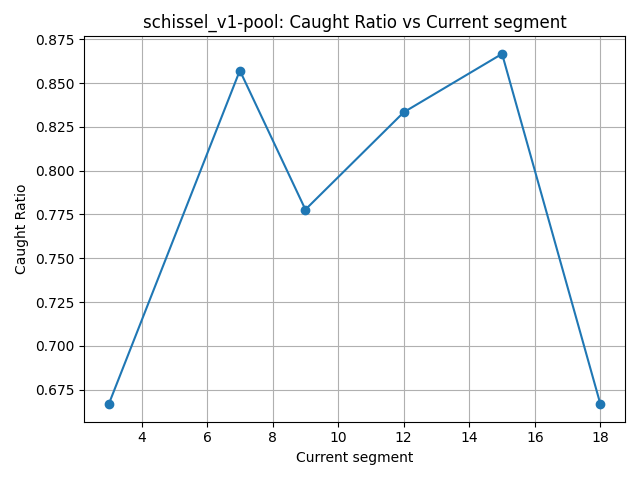 schissel_v1-pool: Caught Ratio vs Current segment
0.875
0.850
0.825
0.800
0.775
0.750
0.725
0.700
0.675
Caught Ratio
4 6 8 10 12 14 16 18
Current segment